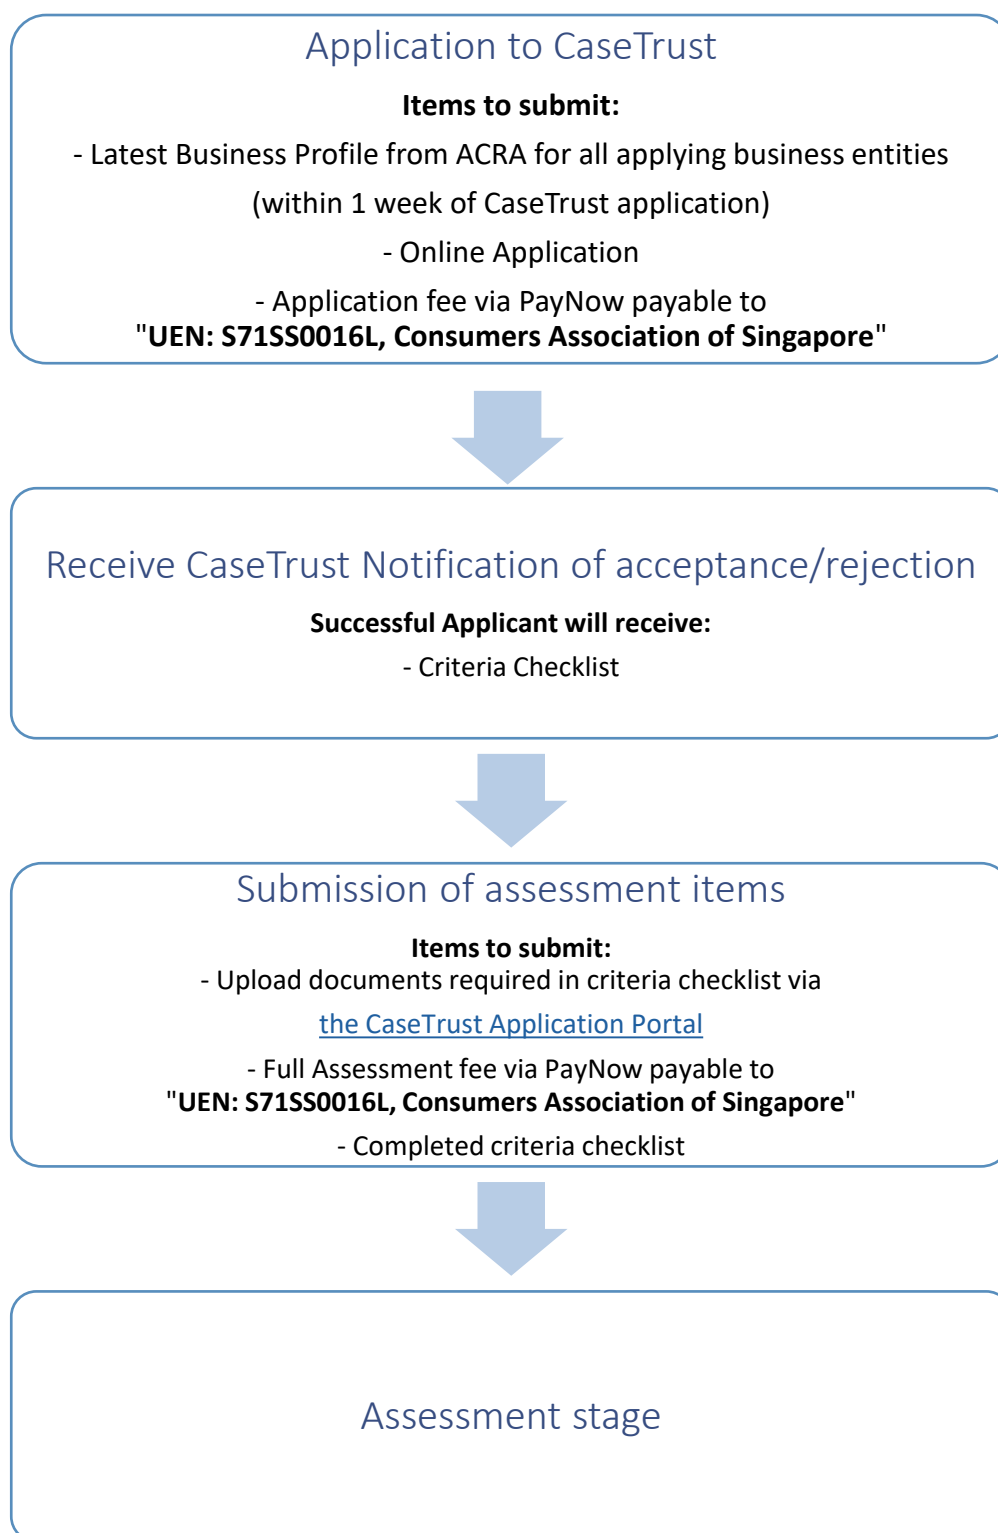 Application to CaseTrust
Items to submit:
- Latest Business Profile from ACRA for all applying business entities
(within 1 week of CaseTrust application)
- Online Application
- Application fee via PayNow payable to
"UEN: S71SS0016L, Consumers Association of Singapore"
Receive CaseTrust Notification of acceptance/rejection
Successful Applicant will receive:
- Criteria Checklist
Submission of assessment items
Items to submit:
- Upload documents required in criteria checklist via
the CaseTrust Application Portal
- Full Assessment fee via PayNow payable to
"UEN: S71SS0016L, Consumers Association of Singapore"
- Completed criteria checklist
Assessment stage